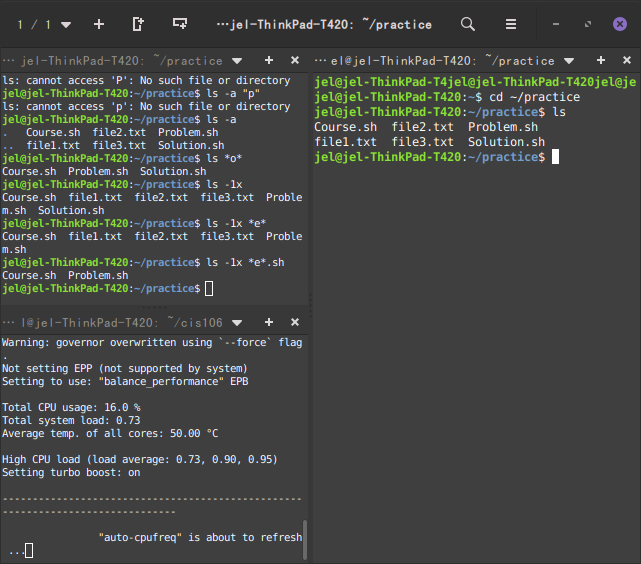 1 / 1
…jel-ThinkPad-T420: ~/practice
… jel-ThinkPad-T420: ~/practice
ls: cannot access 'P': No such file or directory
jel@jel-ThinkPad-T420:~/practice$ ls -a "p"
ls: cannot access 'p': No such file or directory
jel@jel-ThinkPad-T420:~/practice$ ls -a
.   Course.sh  file2.txt  Problem.sh
..  file1.txt  file3.txt  Solution.sh
jel@jel-ThinkPad-T420:~/practice$ ls *o*
Course.sh  Problem.sh  Solution.sh
jel@jel-ThinkPad-T420:~/practice$ ls -1x
Course.sh  file1.txt  file2.txt  file3.txt  Proble
m.sh  Solution.sh
jel@jel-ThinkPad-T420:~/practice$ ls -1x *e*
Course.sh  file1.txt  file2.txt  file3.txt  Proble
m.sh
jel@jel-ThinkPad-T420:~/practice$ ls -1x *e*.sh
Course.sh  Problem.sh
jel@jel-ThinkPad-T420:~/practice$
… l@jel-ThinkPad-T420: ~/cis106
Warning: governor overwritten using `--force` flag
.
Not setting EPP (not supported by system)
Setting to use: "balance_performance" EPB
Total CPU usage: 16.0 %
Total system load: 0.73
Average temp. of all cores: 50.00 °C
High CPU load (load average: 0.73, 0.90, 0.95)
Setting turbo boost: on
--------------------------------------------------
-----------------------------
"auto-cpufreq" is about to refresh
...
… el@jel-ThinkPad-T420: ~/practice
jel@jel-ThinkPad-T4jel@jel-ThinkPad-T420jel@je
jel@jel-ThinkPad-T420:~$ cd ~/practice
jel@jel-ThinkPad-T420:~/practice$ ls
Course.sh  file2.txt  Problem.sh
file1.txt  file3.txt  Solution.sh
jel@jel-ThinkPad-T420:~/practice$